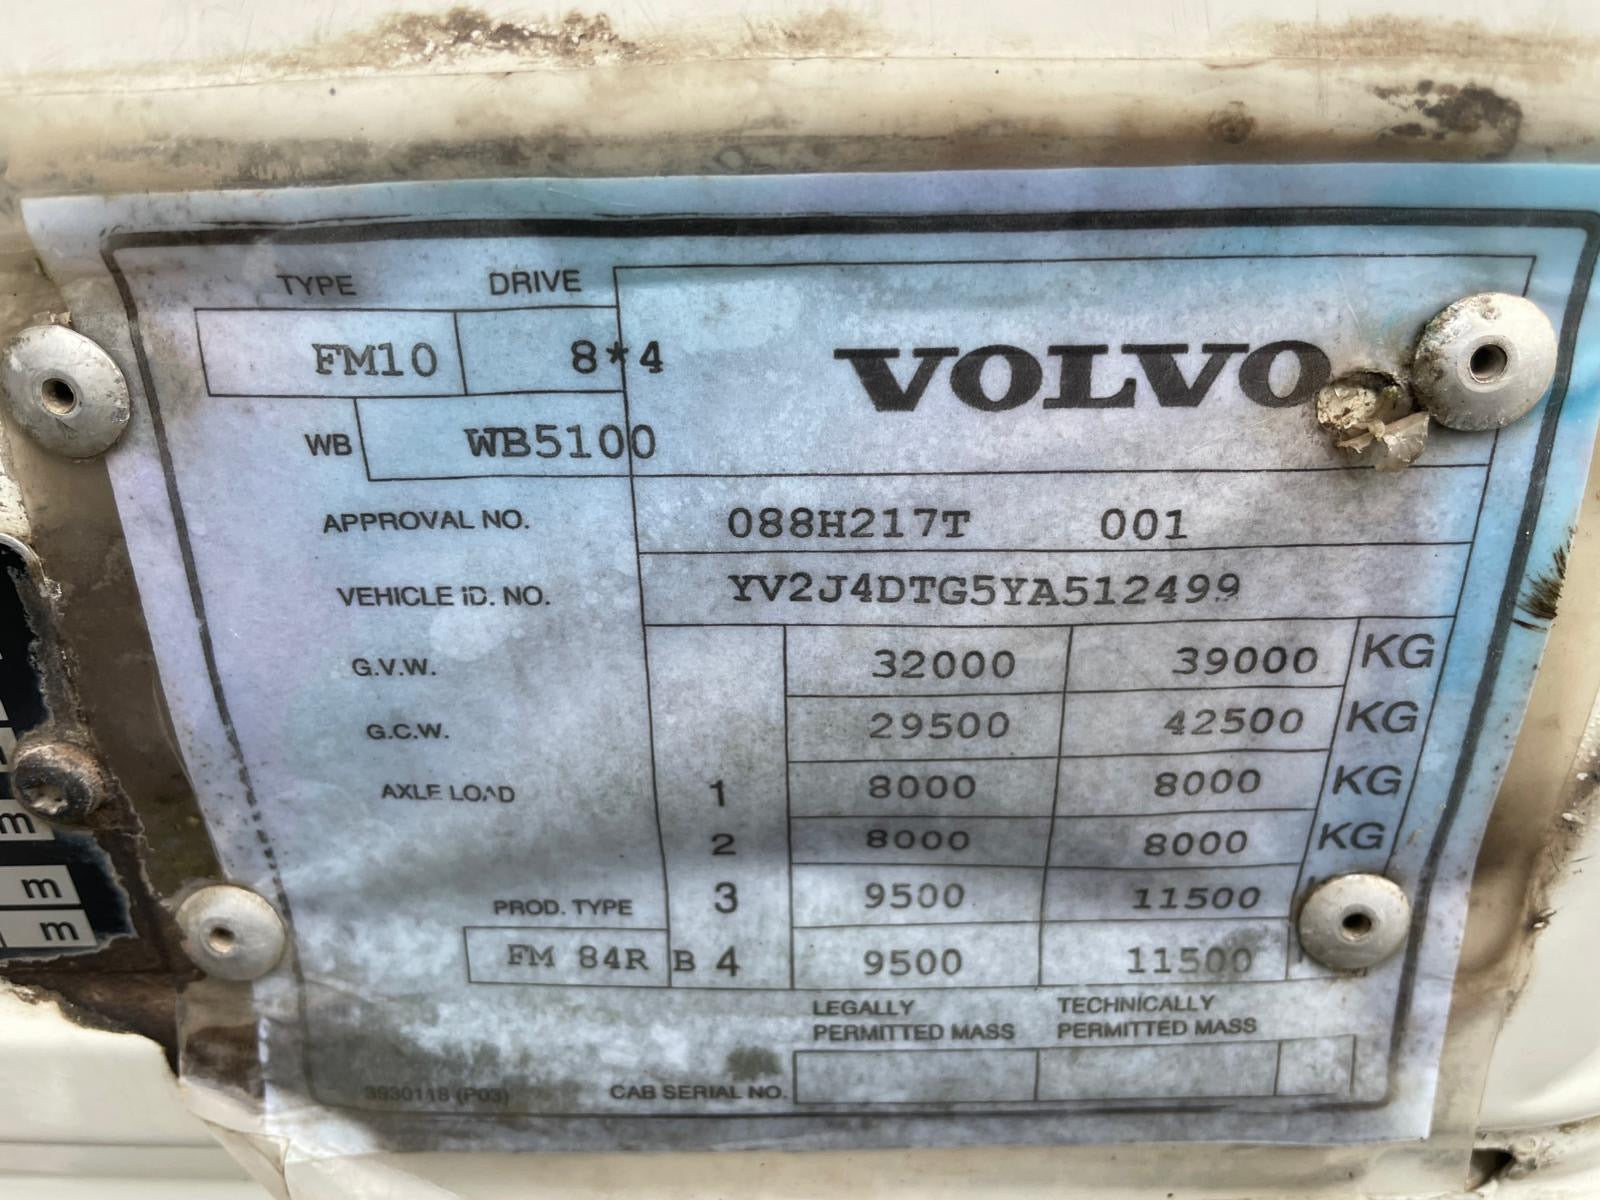 TYPE DRIVE
FM10 8*4
VOLVO
WB WB5100
APPROVAL NO. 088H217T 001
VEHICLE ID. NO. YV2J4DTG5YA512499
G.V.W. 32000 39000 KG
G.C.W. 29500 42500 KG
AXLE LOAD 1 8000 8000 KG
2 8000 8000 KG
3 9500 11500
PROD. TYPE
FM 84R B 4 9500 11500
LEGALLY PERMITTED MASS
TECHNICALLY PERMITTED MASS
3930118 (P03) CAB SERIAL NO.
m
m
m